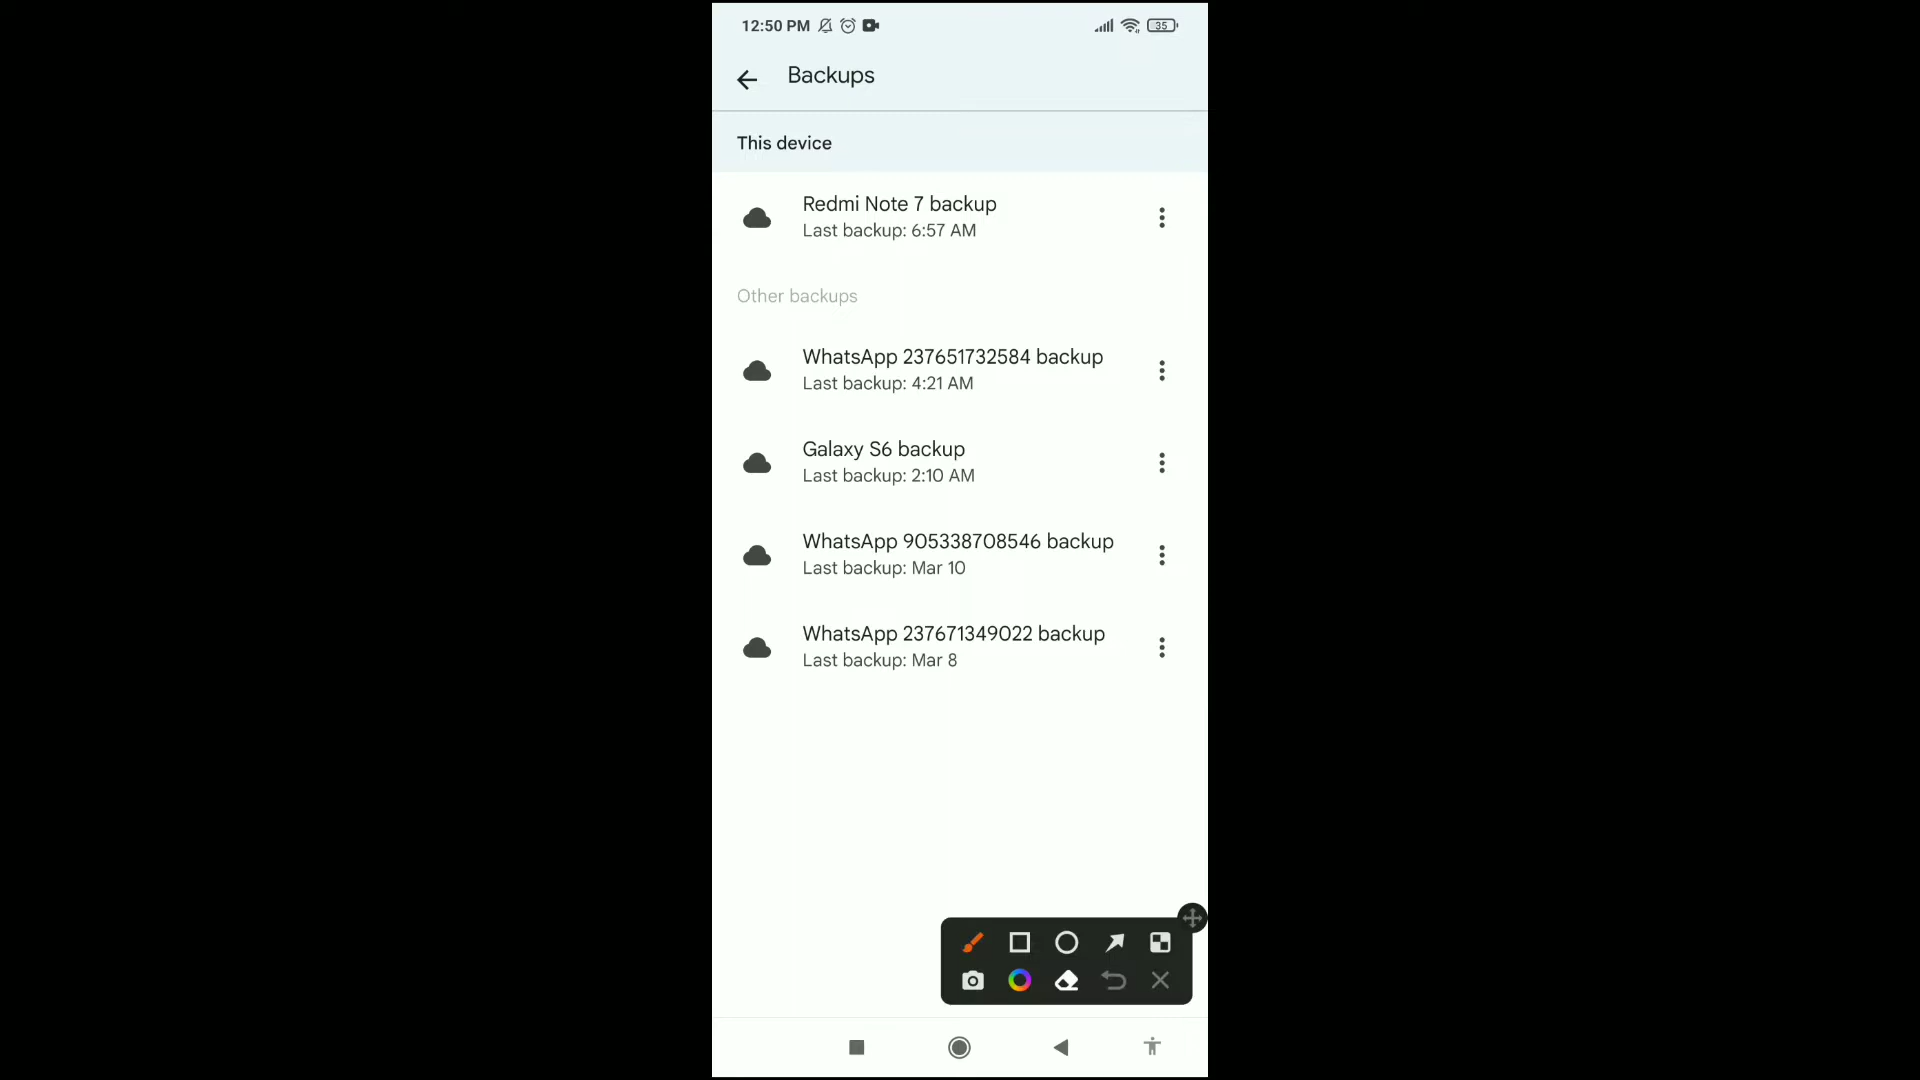 12:50 PM
35
Backups
This device
Redmi Note 7 backup
Last backup: 6:57 AM
Other backups
WhatsApp 237651732584 backup
Last backup: 4:21 AM
Galaxy S6 backup
Last backup: 2:10 AM
WhatsApp 905338708546 backup
Last backup: Mar 10
WhatsApp 237671349022 backup
Last backup: Mar 8